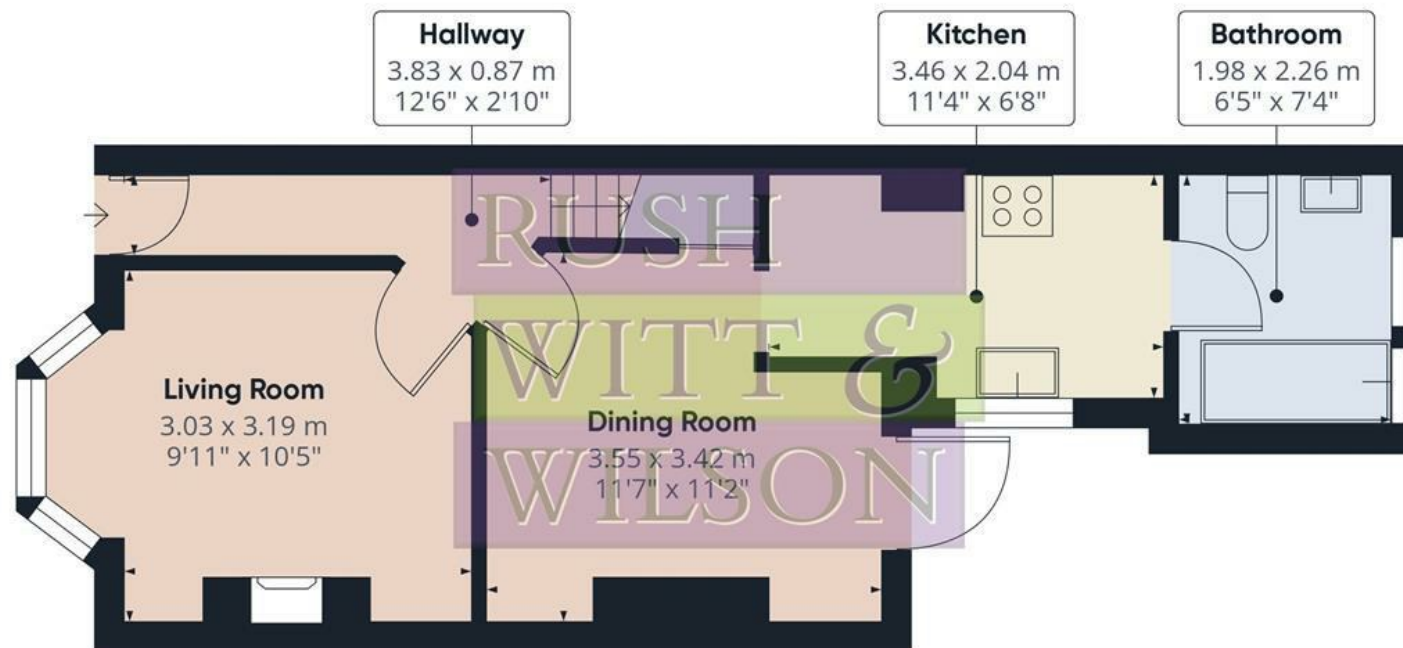 Hallway
3.83 x 0.87 m
12'6" x 2'10"
Kitchen
3.46 x 2.04 m
11'4" x 6'8"
Bathroom
1.98 x 2.26 m
6'5" x 7'4"
RUSH
WITT &
WILSON
Living Room
3.03 x 3.19 m
9'11" x 10'5"
Dining Room
3.55 x 3.42 m
11'7" x 11'2"